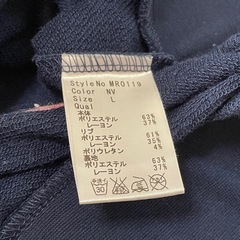 Style No MR0119
Color NV
Size L
Qual
本体
ポリエステル 63%
レーヨン 37%
リブ
ポリエステル 61%
レーヨン 35%
ポリウレタン 4%
裏地
ポリエステル 63%
レーヨン 37%